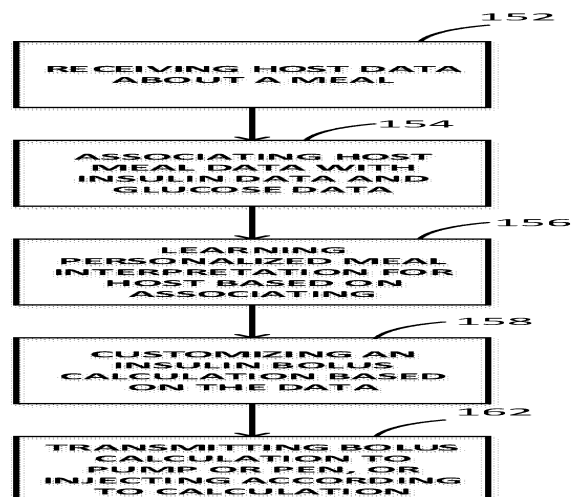 152
RECEIVING HOST DATA
ABOUT A MEAL
154
ASSOCIATING HOST
MEAL DATA WITH
INSULIN DATA AND
GLUCOSE DATA
156
LEARNING
PERSONALIZED MEAL
INTERPRETATION FOR
HOST BASED ON
ASSOCIATING
158
CUSTOMIZING AN
INSULIN BOLUS
CALCULATION BASED
ON THE DATA
162
TRANSMITTING BOLUS
CALCULATION TO
PUMP OR PEN, OR
INJECTING ACCORDING
TO CALCULATION